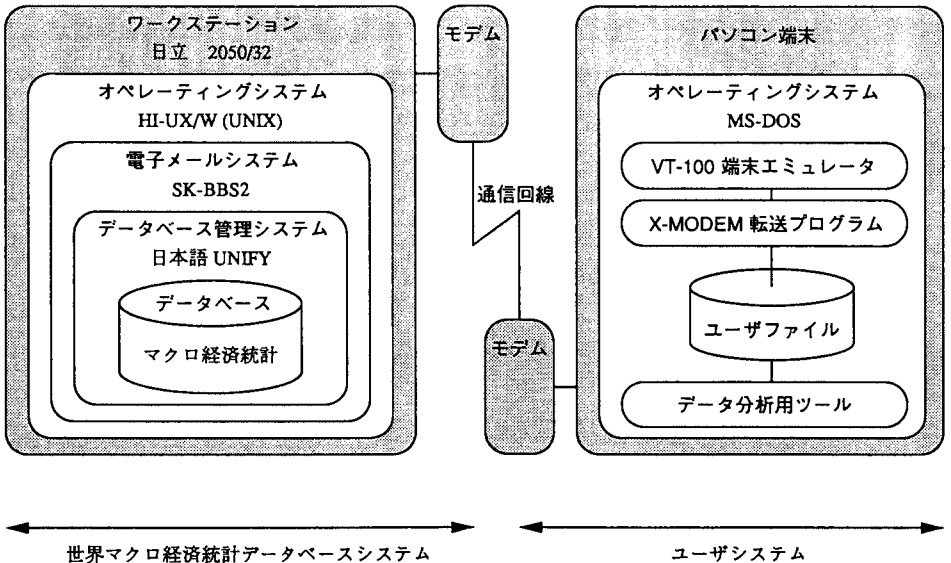 ワークステーション
日立 2050/32
オペレーティングシステム
HI-UX/W (UNIX)
電子メールシステム
SK-BBS2
データベース管理システム
日本語 UNIFY
データベース
マクロ経済統計
モデム
通信回線
モデム
パソコン端末
オペレーティングシステム
MS-DOS
VT-100 端末エミュレータ
X-MODEM 転送プログラム
ユーザファイル
データ分析用ツール
世界マクロ経済統計データベースシステム
ユーザシステム